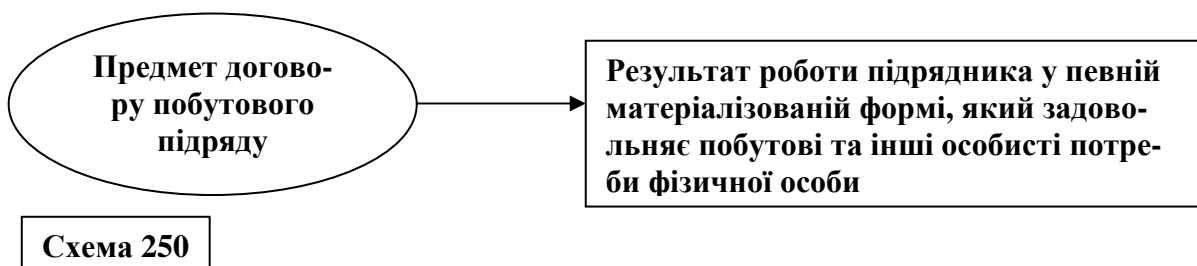 Предмет догово-
ру побутового
підряду
Результат роботи підрядника у певній
матеріалізованій формі, який задово-
льняє побутові та інші особисті потре-
би фізичної особи
Схема 250